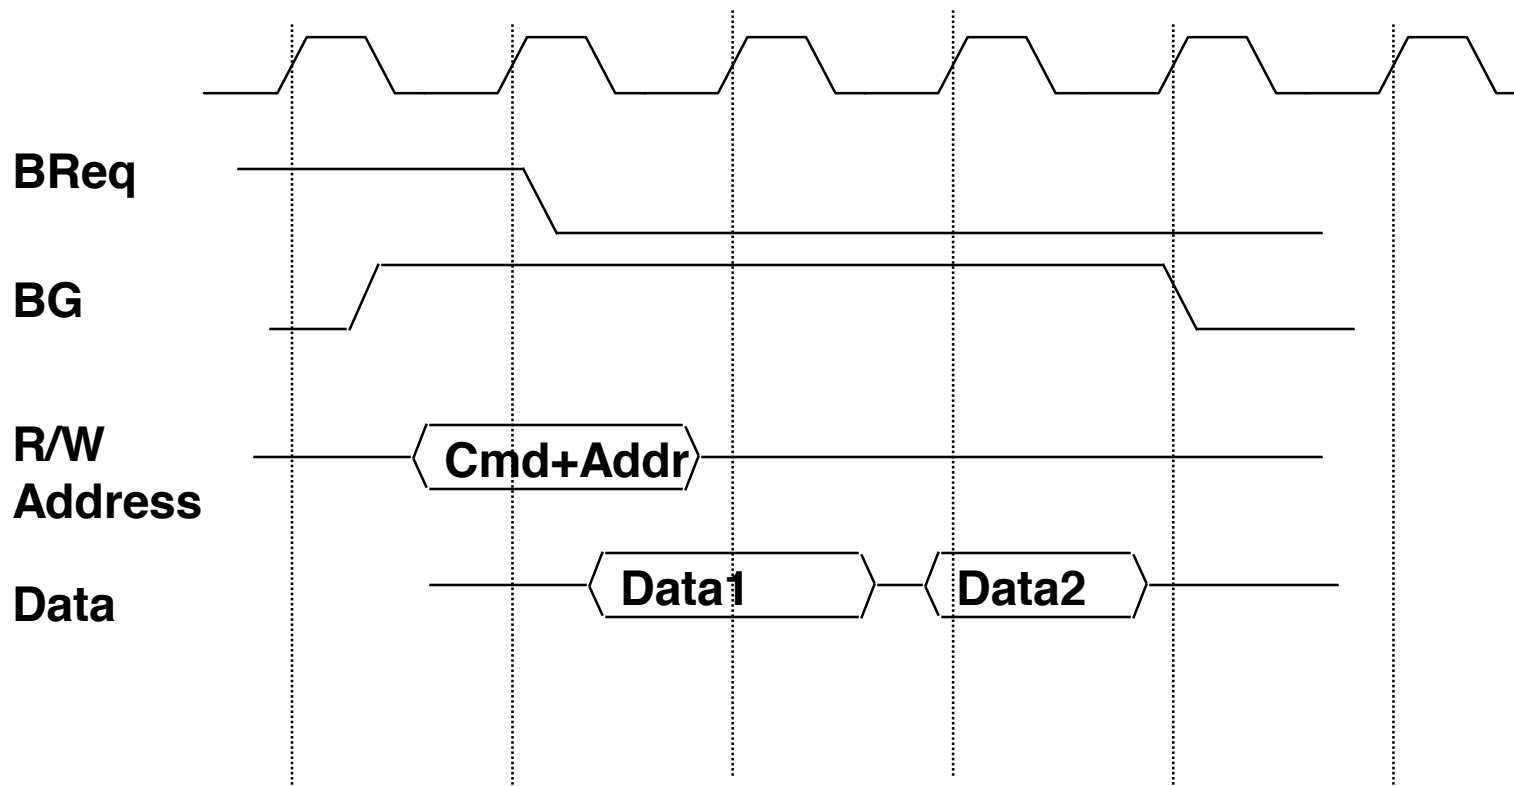 BReq
BG
R/W
Address
Cmd+Addr
Data
Data1
Data2